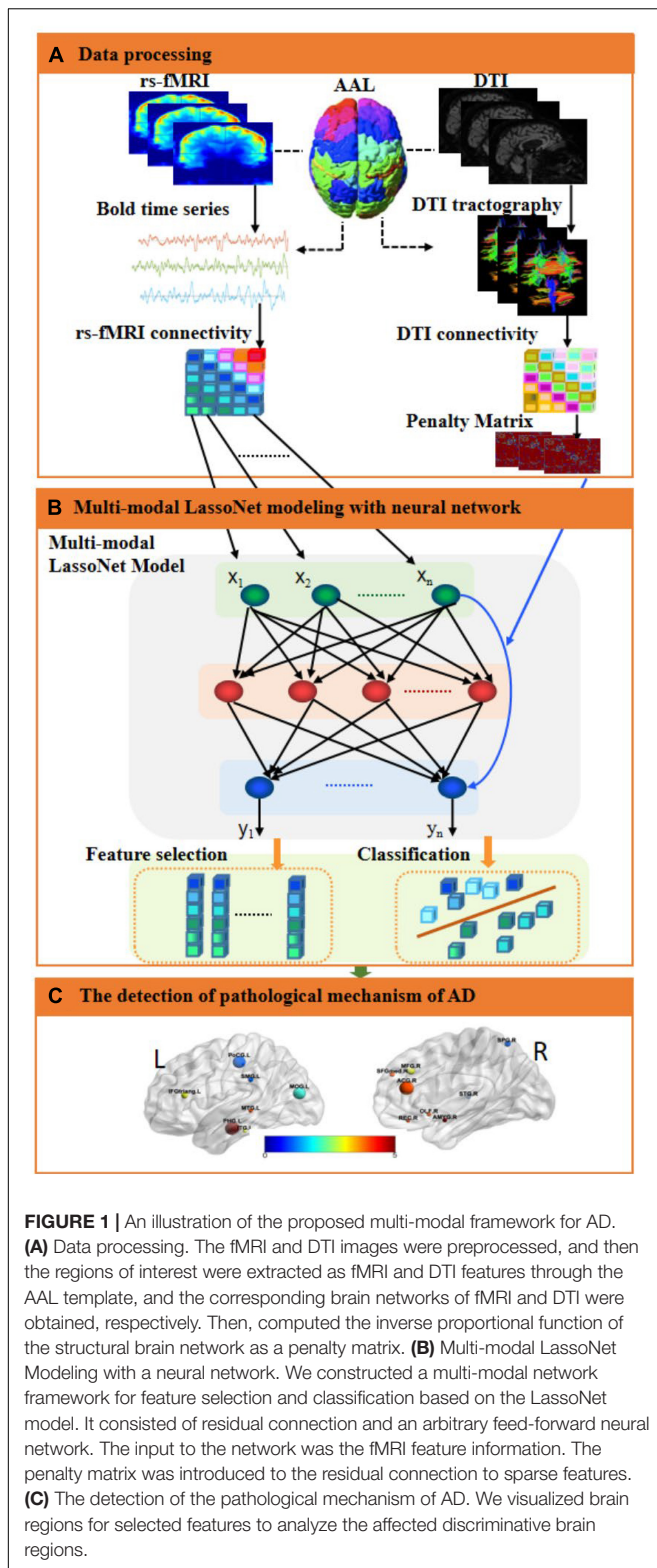 A Data processing
rs-fMRI
AAL
DTI
Bold time series
DTI tractography
rs-fMRI connectivity
DTI connectivity
Penalty Matrix
B Multi-modal LassoNet modeling with neural network
Multi-modal
LassoNet Model
x1 x2 xn
y1 yn
Feature selection
Classification
C The detection of pathological mechanism of AD
L
R
PoCG.L
SMG.L
MOG.L
IFGtriang.L
MTG.L
PHG.L
SPG.R
MFG.R
SFGmed.R
ACG.R
STG.R
OLF.R
REC.R
AMYG.R
0 5
FIGURE 1 | An illustration of the proposed multi-modal framework for AD.
(A) Data processing. The fMRI and DTI images were preprocessed, and then
the regions of interest were extracted as fMRI and DTI features through the
AAL template, and the corresponding brain networks of fMRI and DTI were
obtained, respectively. Then, computed the inverse proportional function of
the structural brain network as a penalty matrix. (B) Multi-modal LassoNet
Modeling with a neural network. We constructed a multi-modal network
framework for feature selection and classification based on the LassoNet
model. It consisted of residual connection and an arbitrary feed-forward neural
network. The input to the network was the fMRI feature information. The
penalty matrix was introduced to the residual connection to sparse features.
(C) The detection of the pathological mechanism of AD. We visualized brain
regions for selected features to analyze the affected discriminative brain
regions.